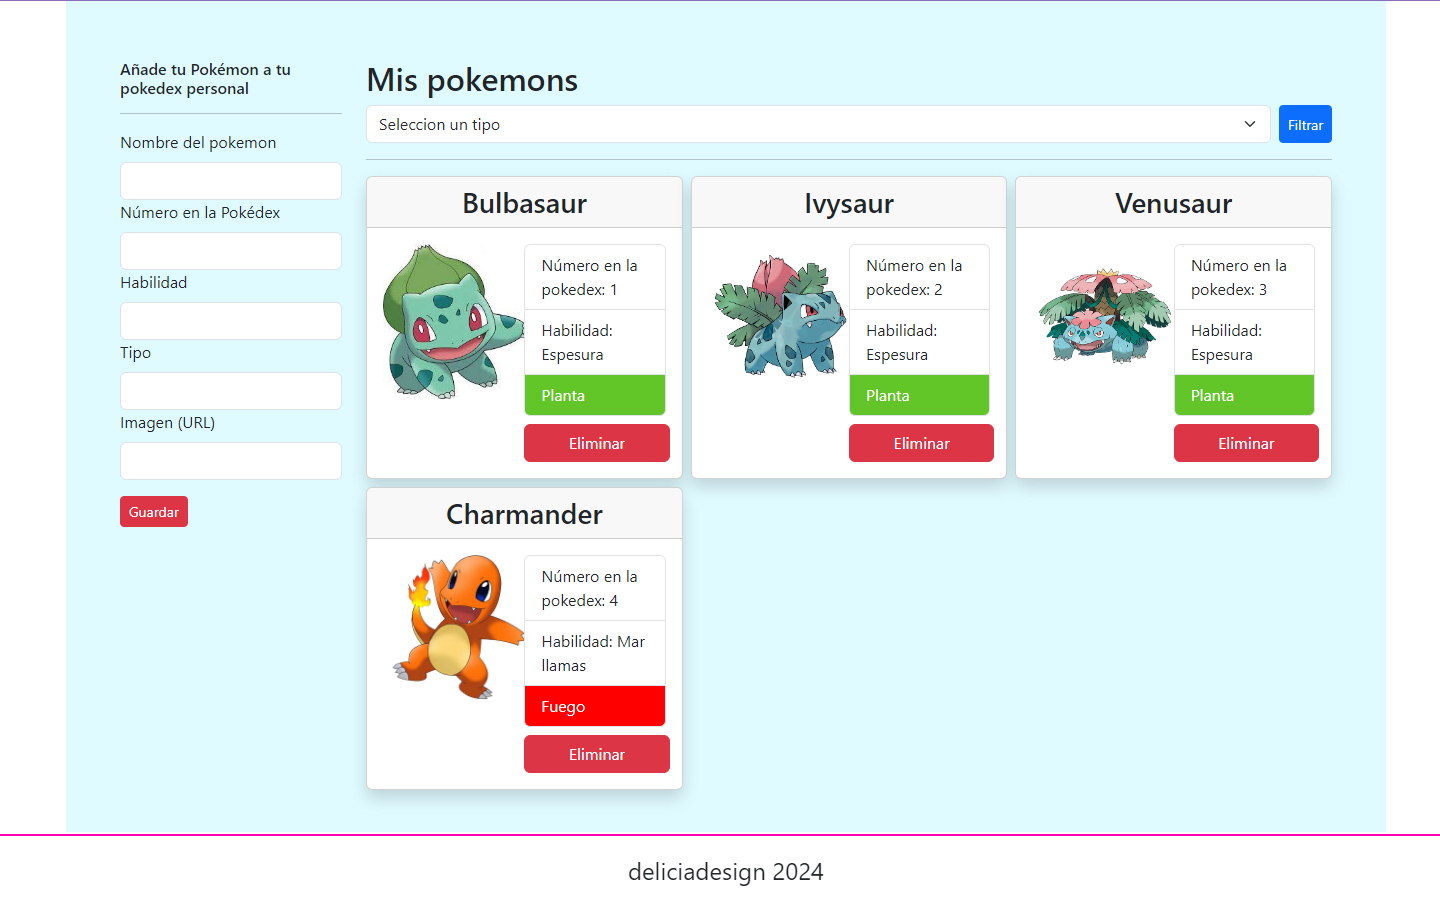 Añade tu Pokémon a tu
pokedex personal
Nombre del pokemon
Número en la Pokédex
Habilidad
Tipo
Imagen (URL)
Guardar
Mis pokemons
Seleccion un tipo
Filtrar
Bulbasaur
Número en la
pokedex: 1
Habilidad:
Espesura
Planta
Eliminar
Ivysaur
Número en la
pokedex: 2
Habilidad:
Espesura
Planta
Eliminar
Venusaur
Número en la
pokedex: 3
Habilidad:
Espesura
Planta
Eliminar
Charmander
Número en la
pokedex: 4
Habilidad: Mar
llamas
Fuego
Eliminar
deliciadesign 2024